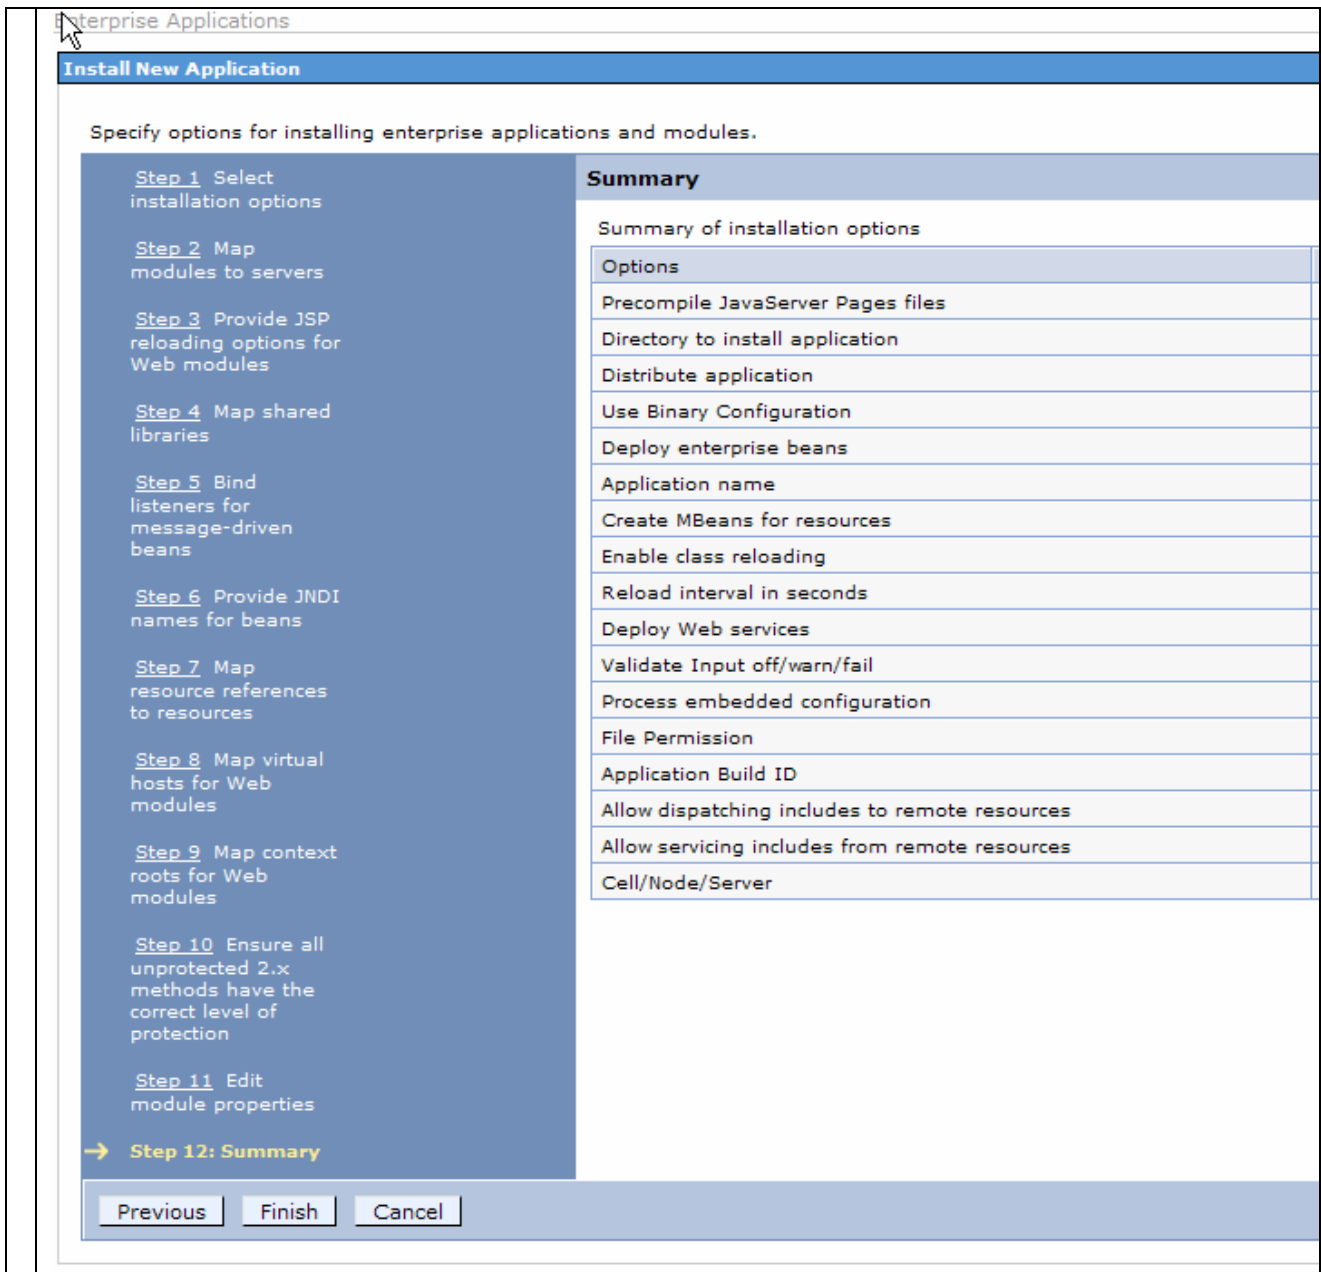 Enterprise Applications
Install New Application
Specify options for installing enterprise applications and modules.
Step 1 Select
installation options
Step 2 Map
modules to servers
Step 3 Provide JSP
reloading options for
Web modules
Step 4 Map shared
libraries
Step 5 Bind
listeners for
message-driven
beans
Step 6 Provide JNDI
names for beans
Step 7 Map
resource references
to resources
Step 8 Map virtual
hosts for Web
modules
Step 9 Map context
roots for Web
modules
Step 10 Ensure all
unprotected 2.x
methods have the
correct level of
protection
Step 11 Edit
module properties
Step 12: Summary
Summary
Summary of installation options
Options
Precompile JavaServer Pages files
Directory to install application
Distribute application
Use Binary Configuration
Deploy enterprise beans
Application name
Create MBeans for resources
Enable class reloading
Reload interval in seconds
Deploy Web services
Validate Input off/warn/fail
Process embedded configuration
File Permission
Application Build ID
Allow dispatching includes to remote resources
Allow servicing includes from remote resources
Cell/Node/Server
Previous Finish Cancel